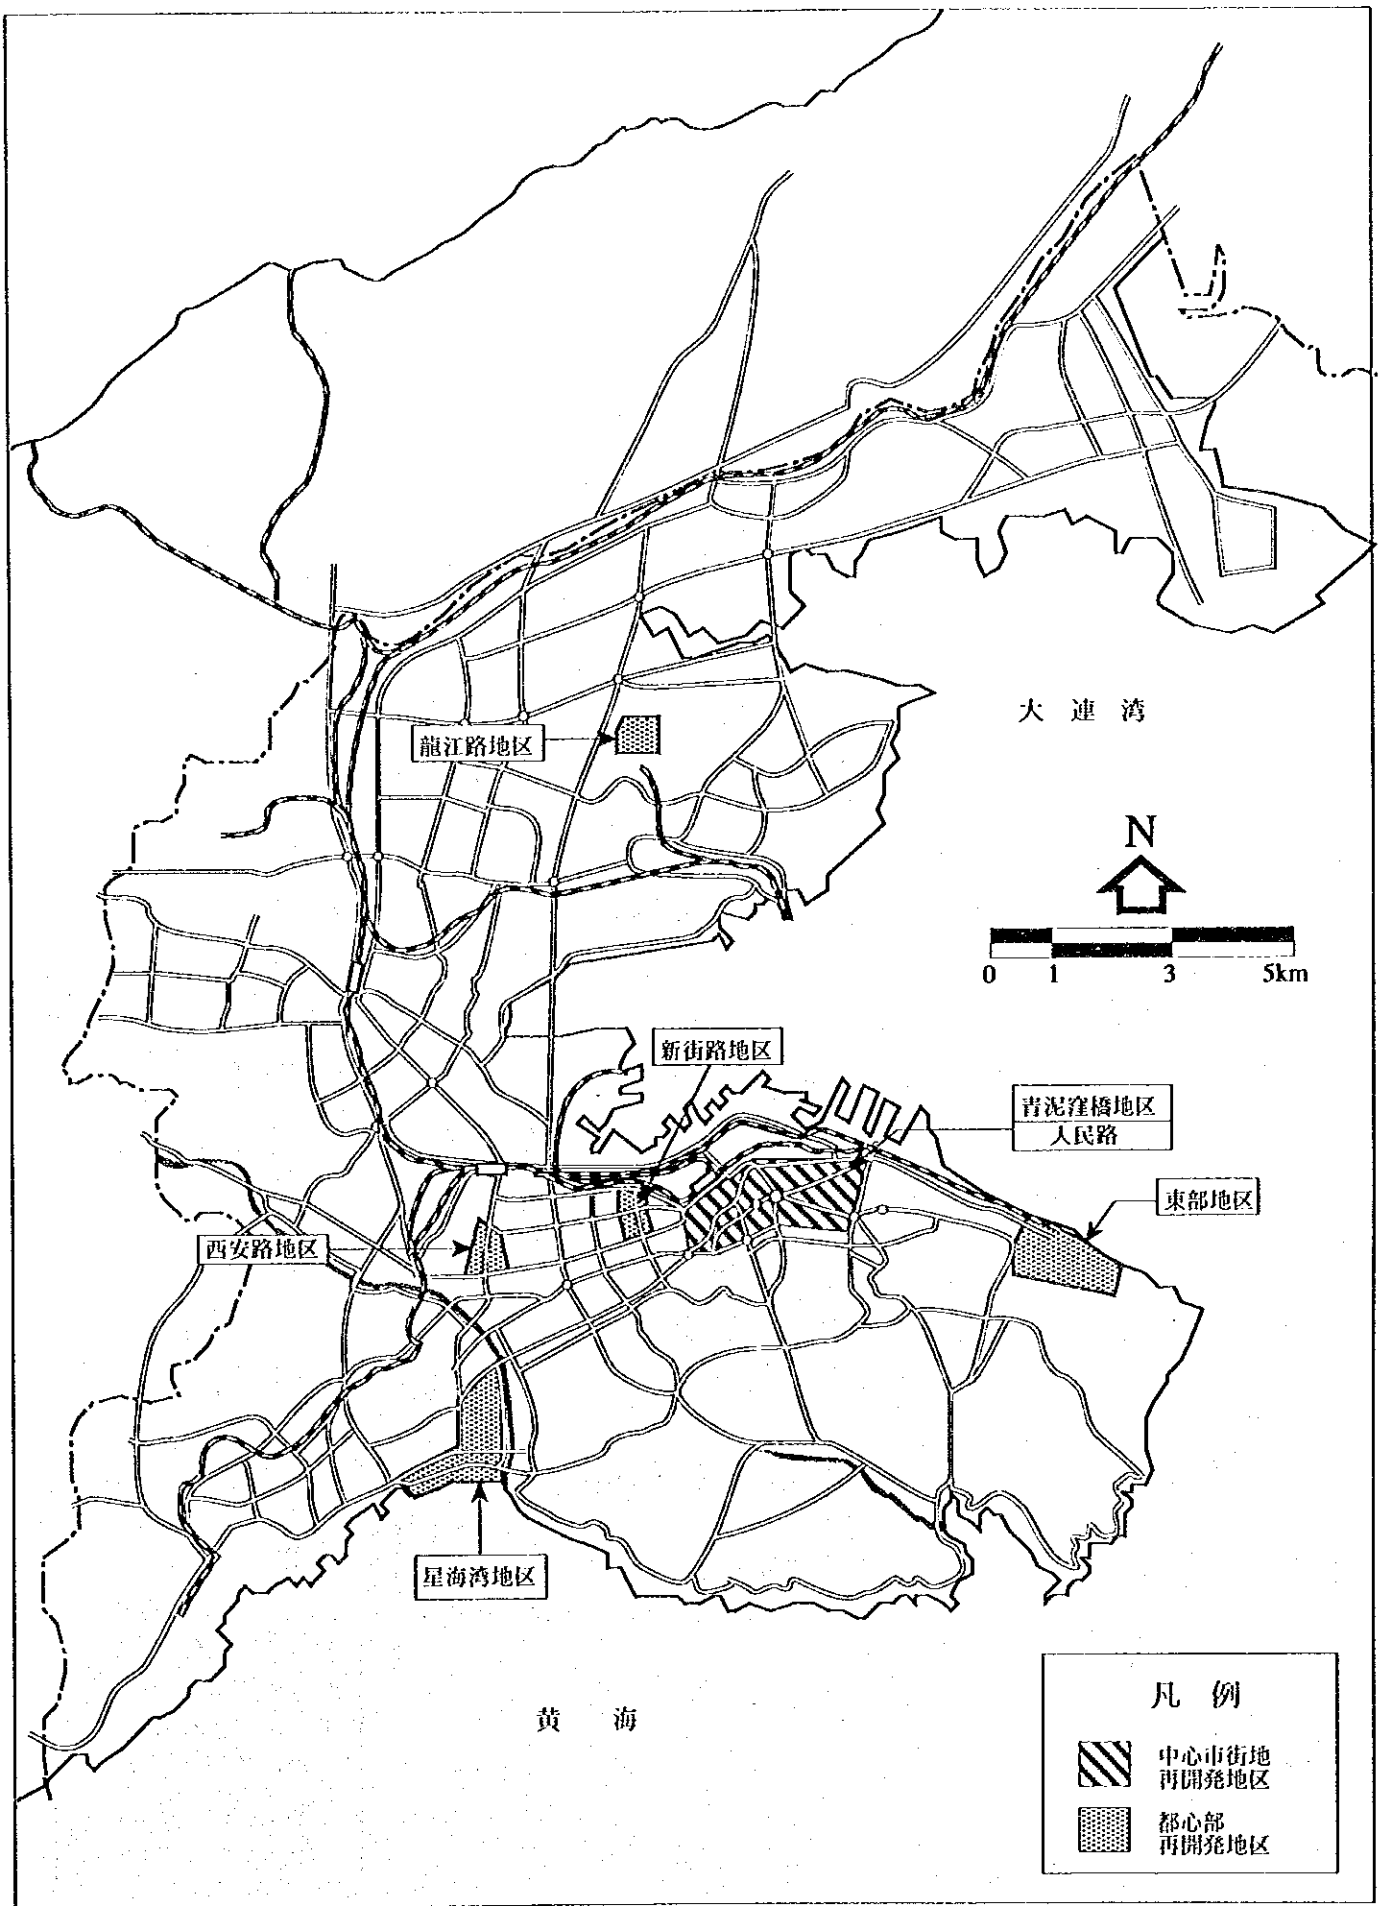 大連湾
龍江路地区
N
0 1 3 5km
新街路地区
青泥窪橋地区
人民路
東部地区
西安路地区
星海湾地区
黄海
凡例
中心市街地
再開発地区
都心部
再開発地区